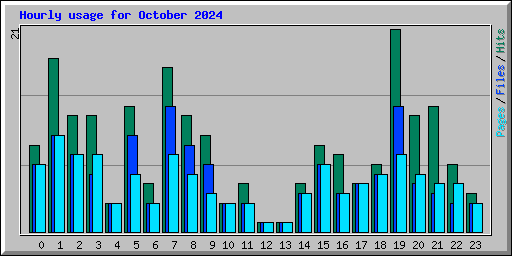 Hourly usage for October 2024
21
Pages/Files/Hits
0 1 2 3 4 5 6 7 8 9 10 11 12 13 14 15 16 17 18 19 20 21 22 23